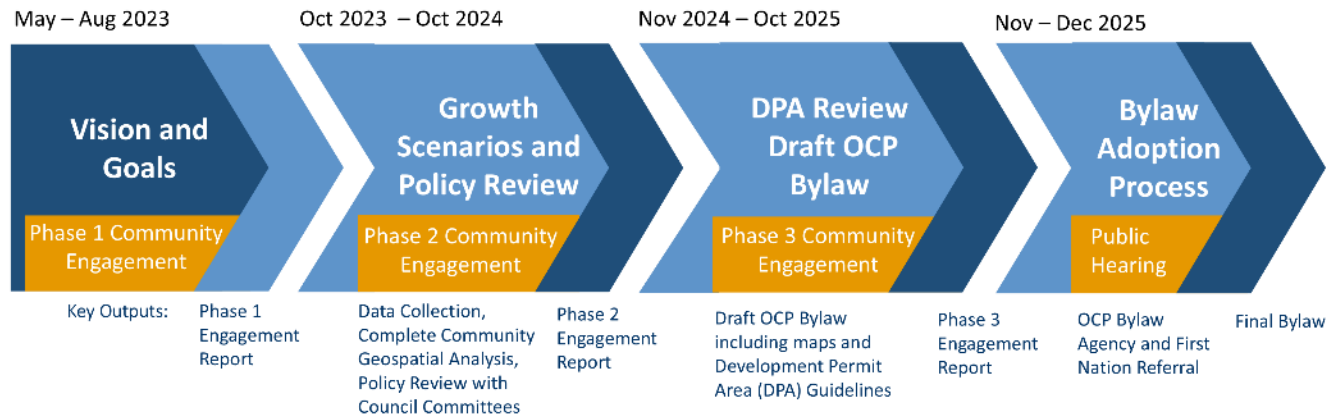 May – Aug 2023
Oct 2023 – Oct 2024
Nov 2024 – Oct 2025
Nov – Dec 2025
Vision and
Goals
Phase 1 Community
Engagement
Growth
Scenarios and
Policy Review
Phase 2 Community
Engagement
DPA Review
Draft OCP
Bylaw
Phase 3 Community
Engagement
Bylaw
Adoption
Process
Public
Hearing
Key Outputs:
Phase 1
Engagement
Report
Data Collection,
Complete Community
Geospatial Analysis,
Policy Review with
Council Committees
Phase 2
Engagement
Report
Draft OCP Bylaw
including maps and
Development Permit
Area (DPA) Guidelines
Phase 3
Engagement
Report
OCP Bylaw
Agency and First
Nation Referral
Final Bylaw